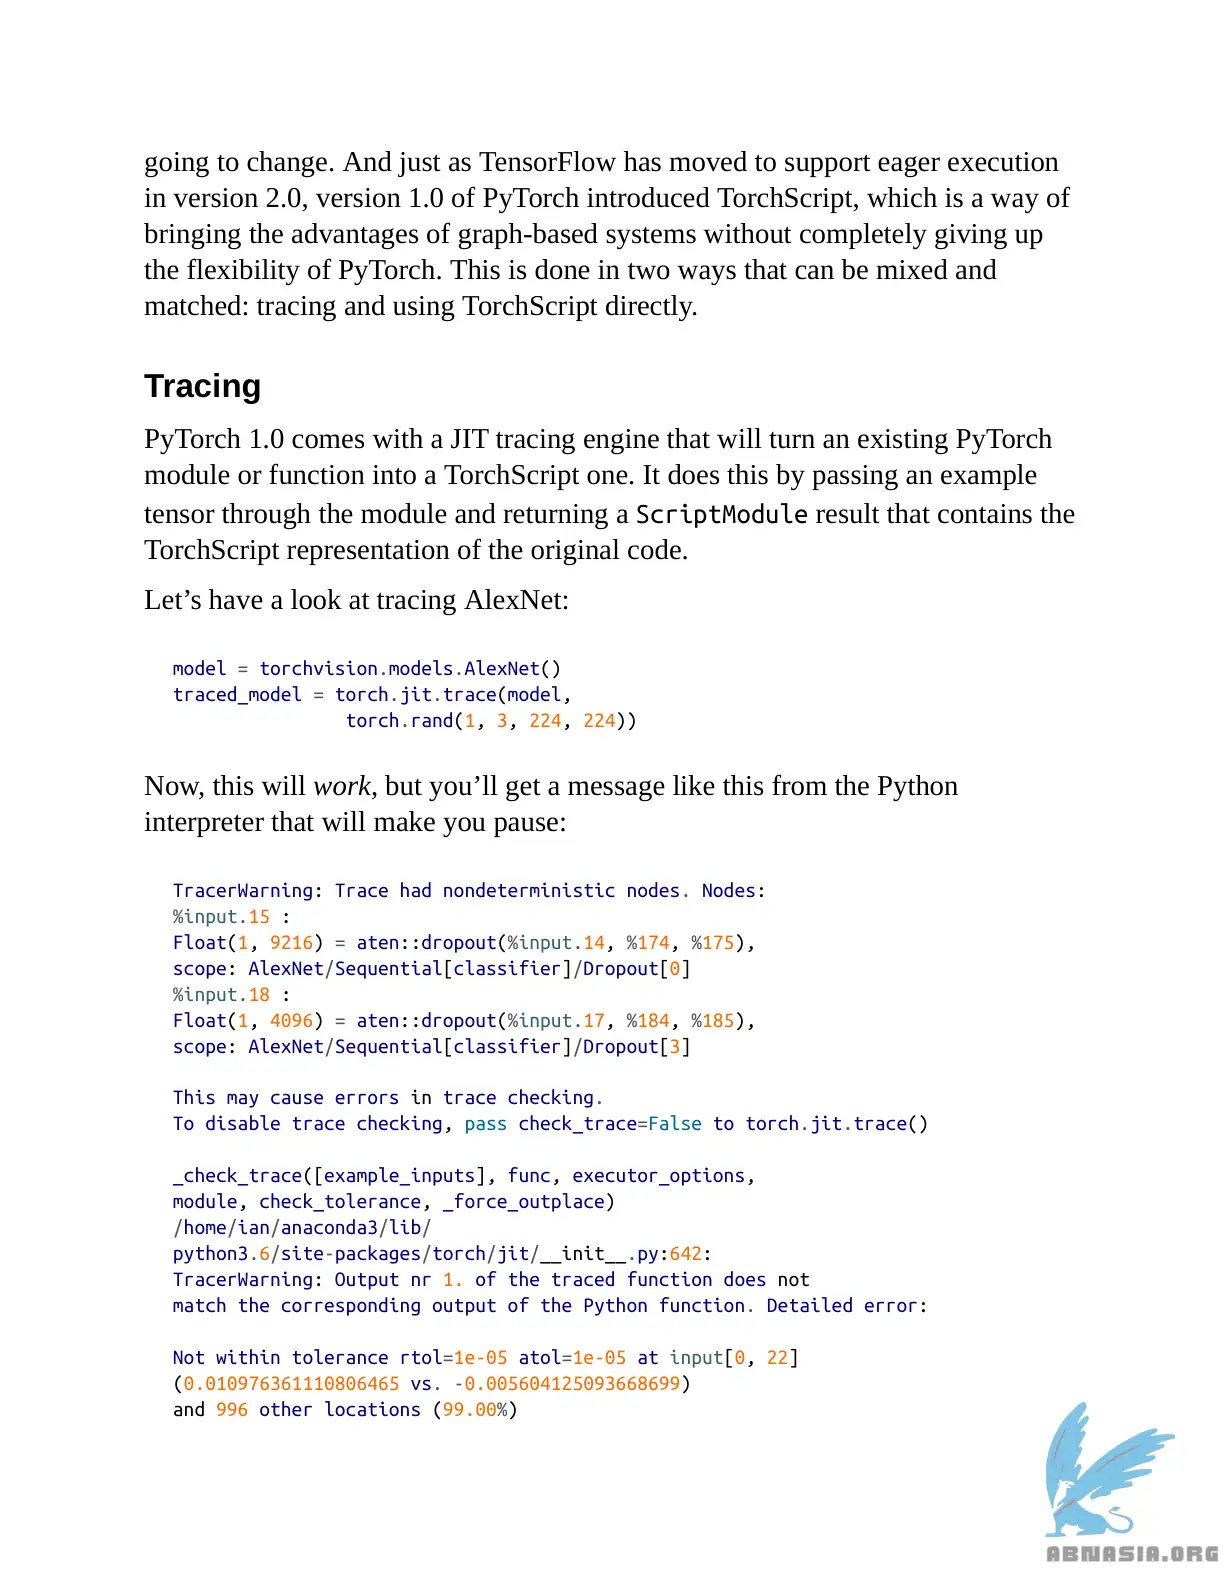 going to change. And just as TensorFlow has moved to support eager execution
in version 2.0, version 1.0 of PyTorch introduced TorchScript, which is a way of
bringing the advantages of graph-based systems without completely giving up
the flexibility of PyTorch. This is done in two ways that can be mixed and
matched: tracing and using TorchScript directly.
Tracing
PyTorch 1.0 comes with a JIT tracing engine that will turn an existing PyTorch
module or function into a TorchScript one. It does this by passing an example
tensor through the module and returning a ScriptModule result that contains the
TorchScript representation of the original code.
Let’s have a look at tracing AlexNet:
model = torchvision.models.AlexNet()
traced_model = torch.jit.trace(model,
torch.rand(1, 3, 224, 224))
Now, this will work, but you’ll get a message like this from the Python
interpreter that will make you pause:
TracerWarning: Trace had nondeterministic nodes. Nodes:
%input.15 :
Float(1, 9216) = aten::dropout(%input.14, %174, %175),
scope: AlexNet/Sequential[classifier]/Dropout[0]
%input.18 :
Float(1, 4096) = aten::dropout(%input.17, %184, %185),
scope: AlexNet/Sequential[classifier]/Dropout[3]
This may cause errors in trace checking.
To disable trace checking, pass check_trace=False to torch.jit.trace()
_check_trace([example_inputs], func, executor_options,
module, check_tolerance, _force_outplace)
/home/ian/anaconda3/lib/
python3.6/site-packages/torch/jit/__init__.py:642:
TracerWarning: Output nr 1. of the traced function does not
match the corresponding output of the Python function. Detailed error:
Not within tolerance rtol=1e-05 atol=1e-05 at input[0, 22]
(0.010976361110806465 vs. -0.005604125093668699)
and 996 other locations (99.00%)
ABNASIA.ORG